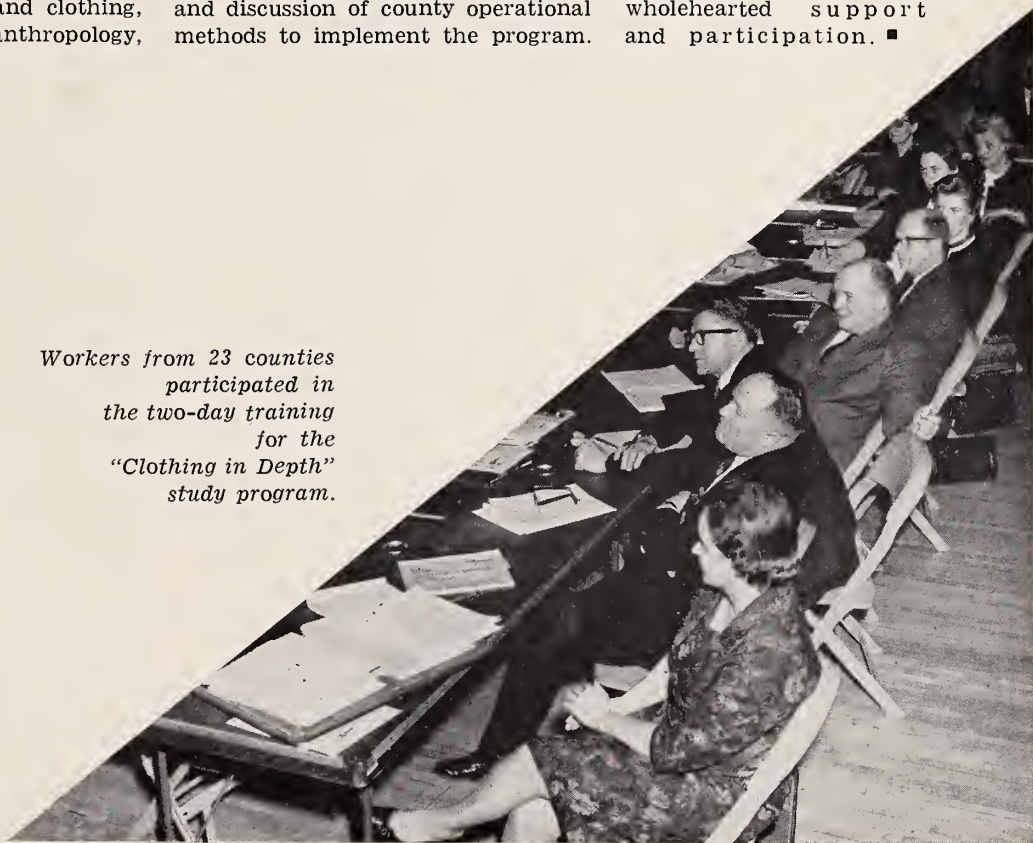 and clothing,
anthropology,
and discussion of county operational
methods to implement the program.
wholehearted support
and participation. ■
Workers from 23 counties
participated in
the two-day training
for the
“Clothing in Depth”
study program.